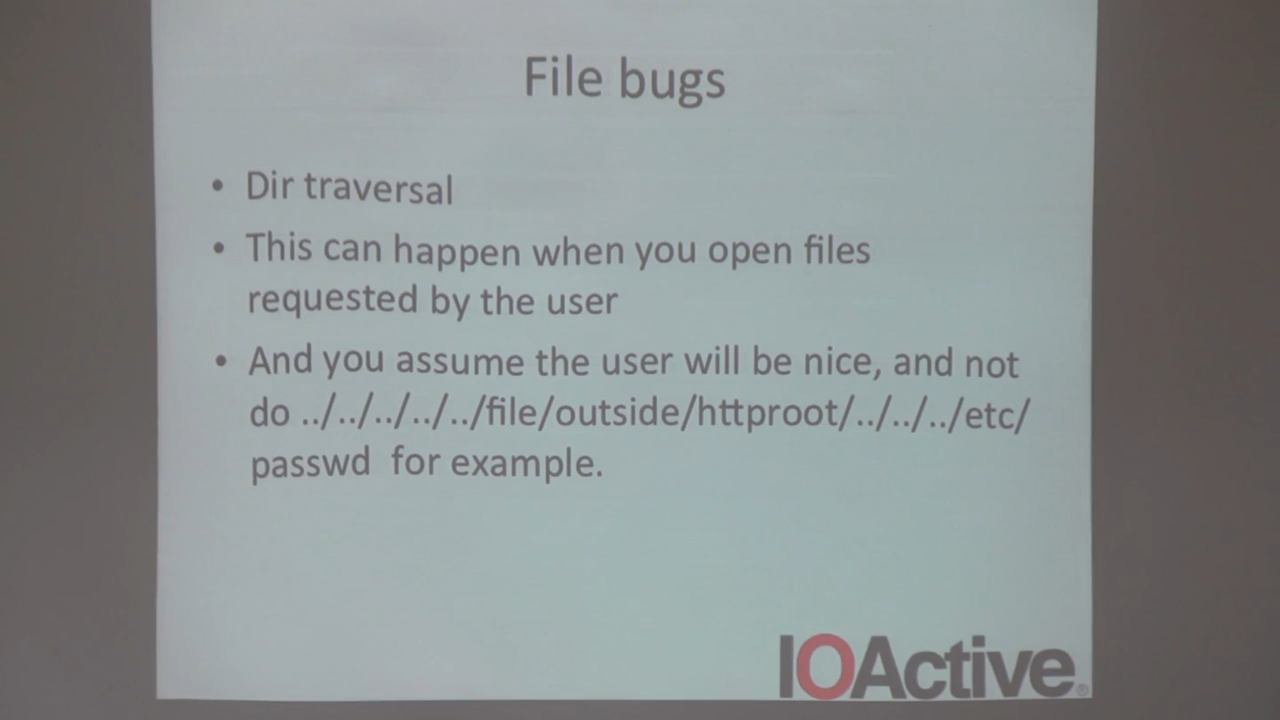 File bugs
• Dir traversal
• This can happen when you open files
requested by the user
• And you assume the user will be nice, and not
do ../../../../../file/outside/httproot/../../../etc/
passwd  for example.
IOActive®